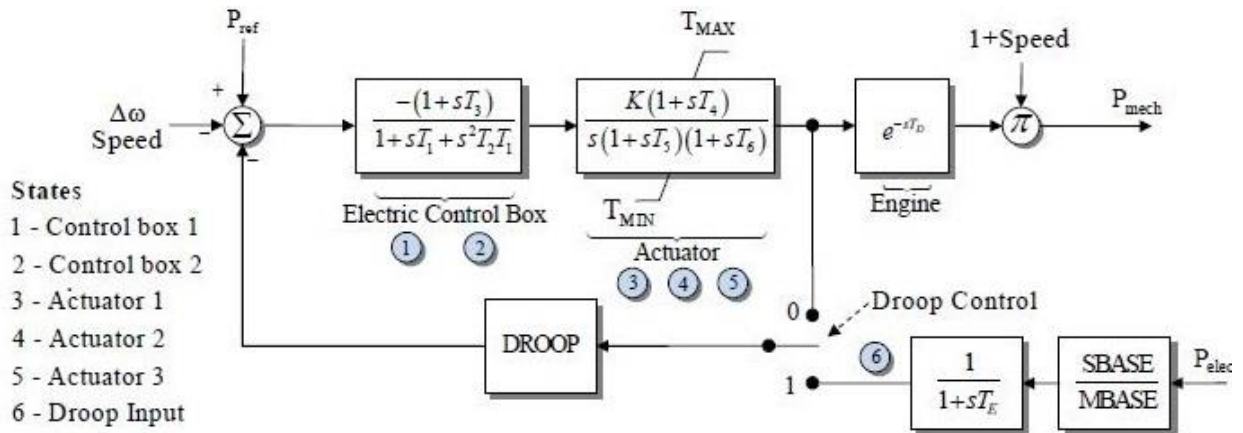 P_ref
T_MAX
1+Speed
+
Δω
Speed
−
Σ
−
-(1+sT_3)
1+sT_1+s^2T_2T_1
K(1+sT_4)
s(1+sT_5)(1+sT_6)
e^{-sT_D}
π
P_mech
T_MIN
Engine
Electric Control Box
1 2
Actuator
3 4 5
States
1 - Control box 1
2 - Control box 2
3 - Actuator 1
4 - Actuator 2
5 - Actuator 3
6 - Droop Input
DROOP
0
Droop Control
1
6
1
1+sT_E
SBASE
MBASE
P_elec